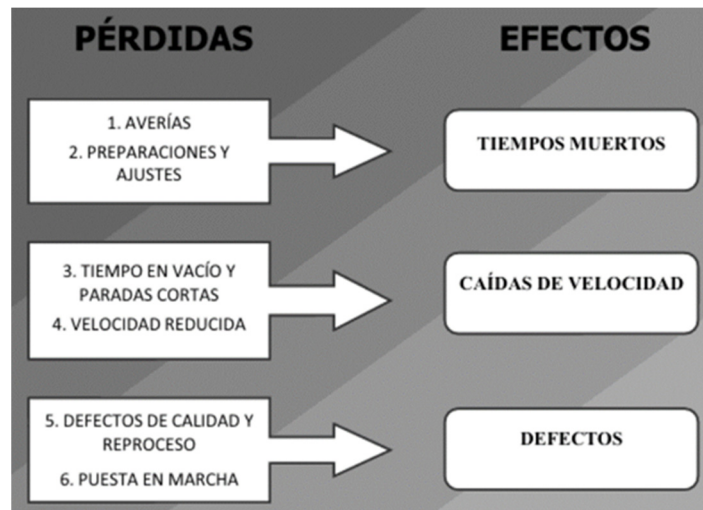 PÉRDIDAS
EFECTOS
1. AVERÍAS
2. PREPARACIONES Y
AJUSTES
TIEMPOS MUERTOS
3. TIEMPO EN VACÍO Y
PARADAS CORTAS
4. VELOCIDAD REDUCIDA
CAÍDAS DE VELOCIDAD
5. DEFECTOS DE CALIDAD Y
REPROCESO
6. PUESTA EN MARCHA
DEFECTOS